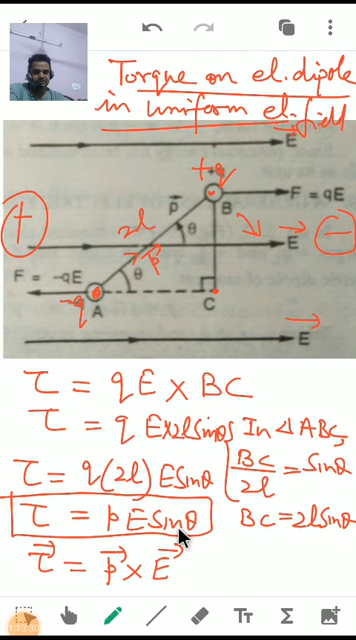 Torque on el. dipole
in uniform el. field
E
+q
F = qE
p
B
2l
θ
+
E
-
p
F = -qE
θ
-q
A
C
E
τ = qE × BC
τ = q E×2l sinθ
In △ABC,
BC/2l = sinθ
τ = q(2l) E sinθ
τ = p E sinθ
BC = 2l sinθ
τ = p × E
Tт
Σ